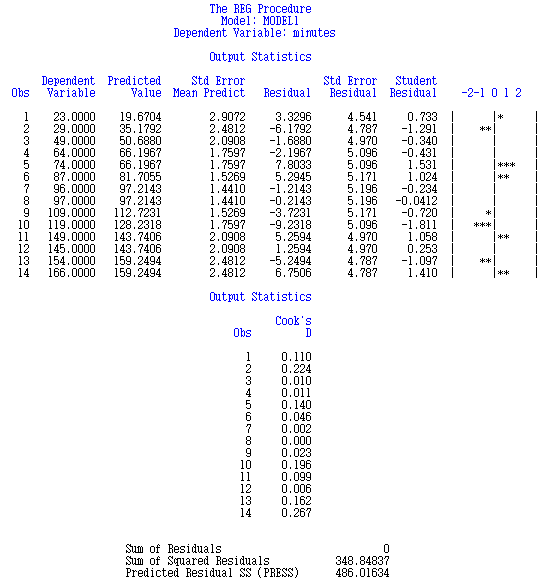 The REG Procedure
Model: MODEL1
Dependent Variable: minutes
Output Statistics
Dependent Predicted Std Error Std Error Student
Obs Variable Value Mean Predict Residual Residual Residual -2-1 0 1 2
1 23.0000 19.6704 2.9072 3.3296 4.541 0.733 | |* |
2 29.0000 35.1792 2.4812 -6.1792 4.787 -1.291 | **| |
3 49.0000 50.6880 2.0908 -1.6880 4.970 -0.340 | | |
4 64.0000 66.1967 1.7597 -2.1967 5.096 -0.431 | | |
5 74.0000 66.1967 1.7597 7.8033 5.096 1.531 | |*** |
6 87.0000 81.7055 1.5269 5.2945 5.171 1.024 | |** |
7 96.0000 97.2143 1.4410 -1.2143 5.196 -0.234 | | |
8 97.0000 97.2143 1.4410 -0.2143 5.196 -0.0412 | | |
9 109.0000 112.7231 1.5269 -3.7231 5.171 -0.720 | *| |
10 119.0000 128.2318 1.7597 -9.2318 5.096 -1.811 | ***| |
11 149.0000 143.7406 2.0908 5.2594 4.970 1.058 | |** |
12 145.0000 143.7406 2.0908 1.2594 4.970 0.253 | | |
13 154.0000 159.2494 2.4812 -5.2494 4.787 -1.097 | **| |
14 166.0000 159.2494 2.4812 6.7506 4.787 1.410 | |** |
Output Statistics
Cook's
Obs D
1 0.110
2 0.224
3 0.010
4 0.011
5 0.140
6 0.046
7 0.002
8 0.000
9 0.023
10 0.196
11 0.099
12 0.006
13 0.162
14 0.267
Sum of Residuals 0
Sum of Squared Residuals 348.84837
Predicted Residual SS (PRESS) 486.01634